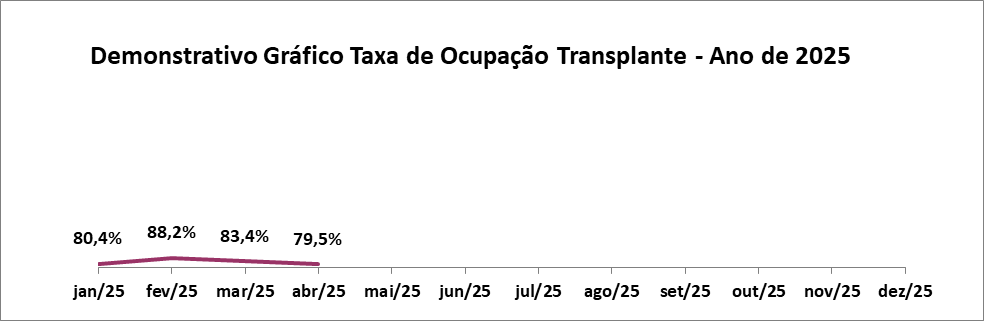 Demonstrativo Gráfico Taxa de Ocupação Transplante - Ano de 2025
80,4% 88,2% 83,4% 79,5%
jan/25 fev/25 mar/25 abr/25 mai/25 jun/25 jul/25 ago/25 set/25 out/25 nov/25 dez/25